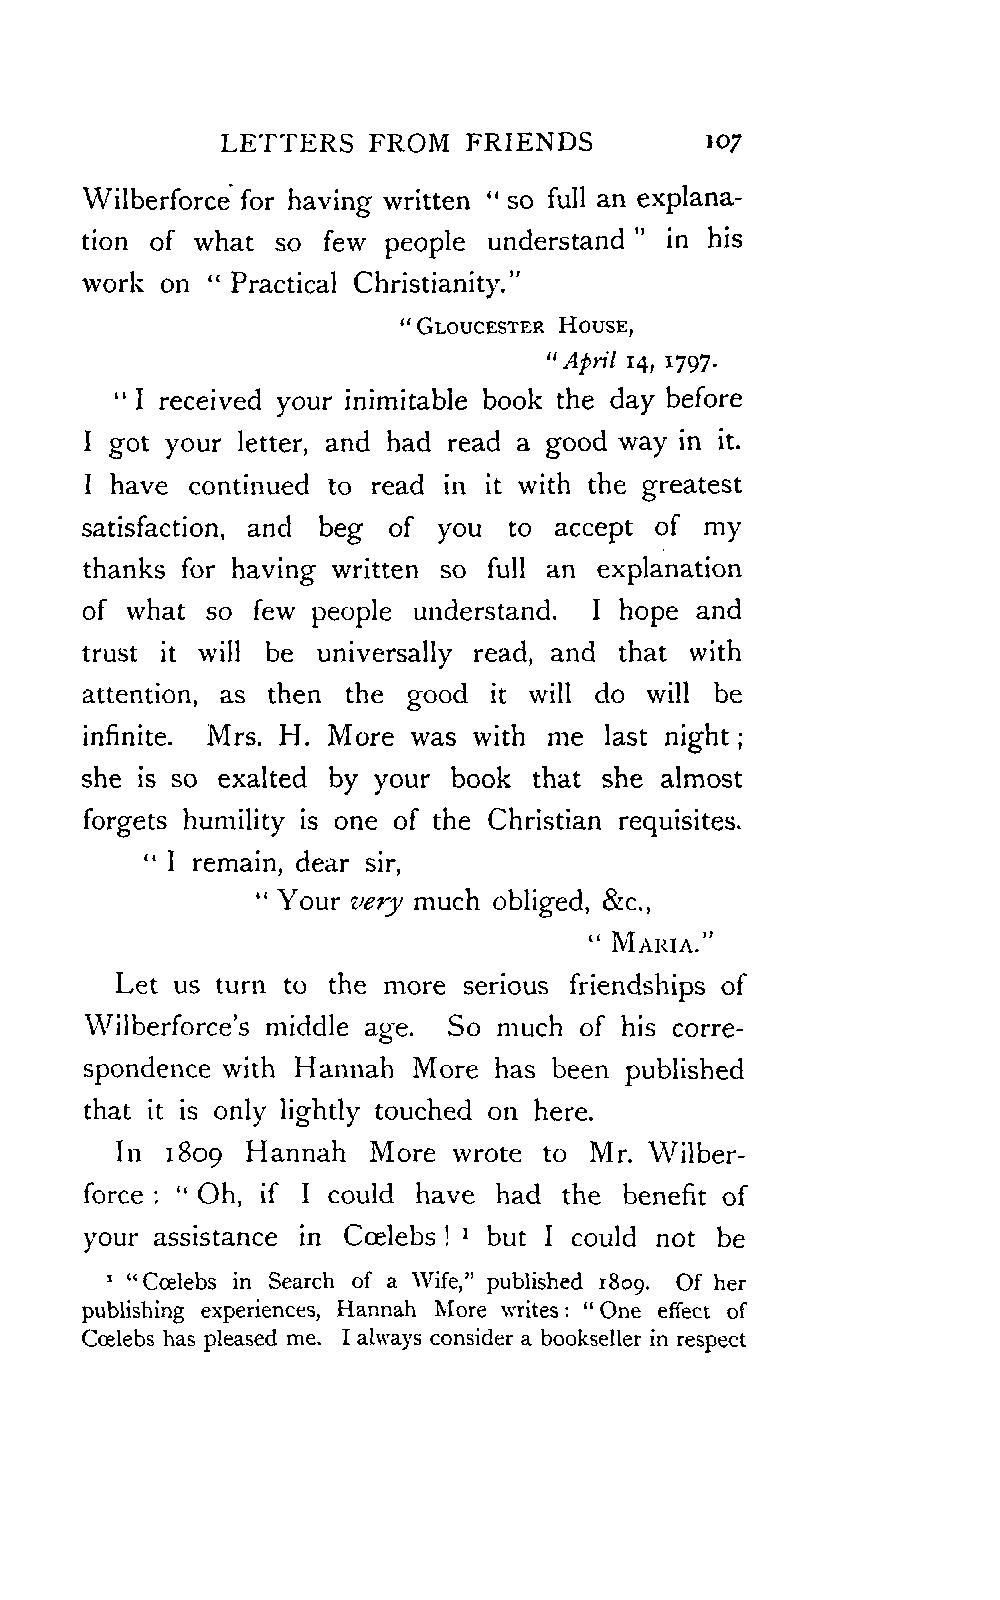 LETTERS FROM FRIENDS 107
Wilberforce for having written “ so full an explana-
tion of what so few people understand ” in his
work on “ Practical Christianity.”
“ Gloucester House,
“ April 14, 1797.
“ I received your inimitable book the day before
I got your letter, and had read a good way in it.
I have continued to read in it with the greatest
satisfaction, and beg of you to accept of my
thanks for having written so full an explanation
of what so few people understand. I hope and
trust it will be universally read, and that with
attention, as then the good it will do will be
infinite. Mrs. H. More was with me last night ;
she is so exalted by your book that she almost
forgets humility is one of the Christian requisites.
“ I remain, dear sir,
“ Your very much obliged, &c.,
“ Maria.”
Let us turn to the more serious friendships of
Wilberforce’s middle age. So much of his corre-
spondence with Hannah More has been published
that it is only lightly touched on here.
In 1809 Hannah More wrote to Mr. Wilber-
force : “ Oh, if I could have had the benefit of
your assistance in Cœlebs ! ¹ but I could not be
¹ “ Cœlebs in Search of a Wife,” published 1809. Of her
publishing experiences, Hannah More writes : “ One effect of
Cœlebs has pleased me. I always consider a bookseller in respect